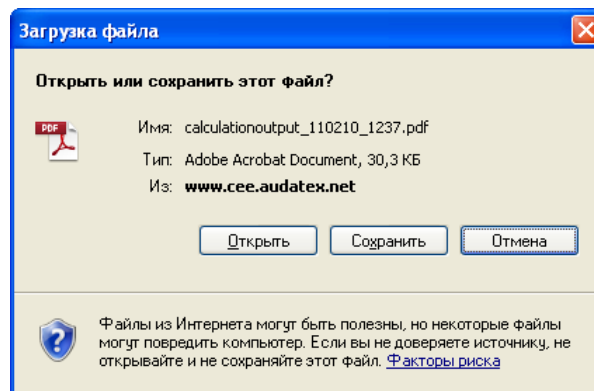 Загрузка файла
Открыть или сохранить этот файл?
PDF
Имя: calculationoutput_110210_1237.pdf
Тип: Adobe Acrobat Document, 30,3 КБ
Из: www.cee.audatex.net
Открыть Сохранить Отмена
Файлы из Интернета могут быть полезны, но некоторые файлы
могут повредить компьютер. Если вы не доверяете источнику, не
открывайте и не сохраняйте этот файл. Факторы риска